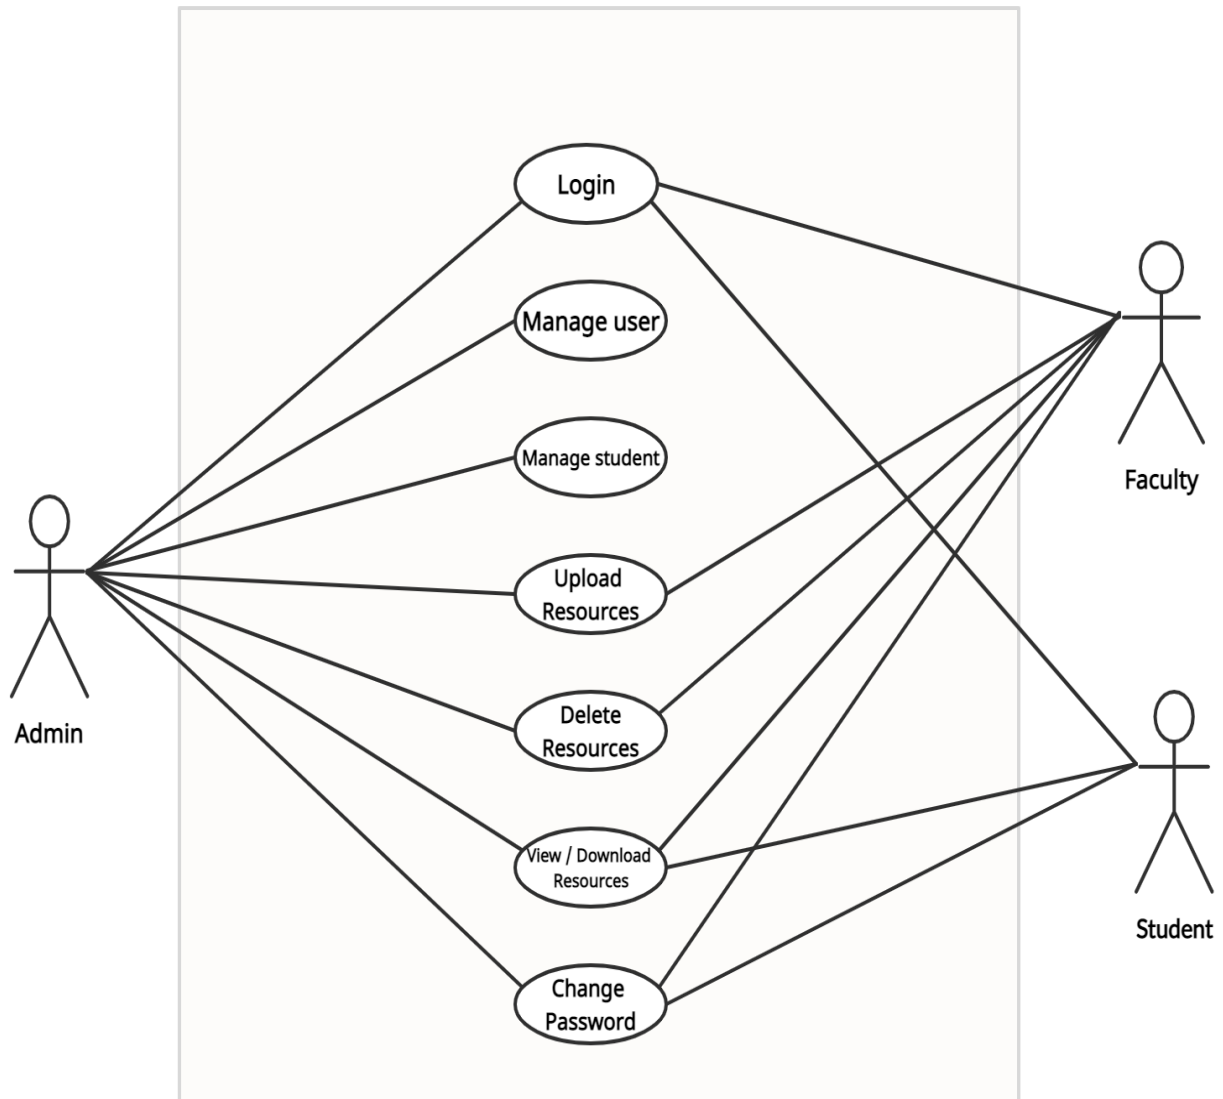 Login
Manage user
Manage student
Upload
Resources
Delete
Resources
View / Download
Resources
Change
Password
Admin
Faculty
Student